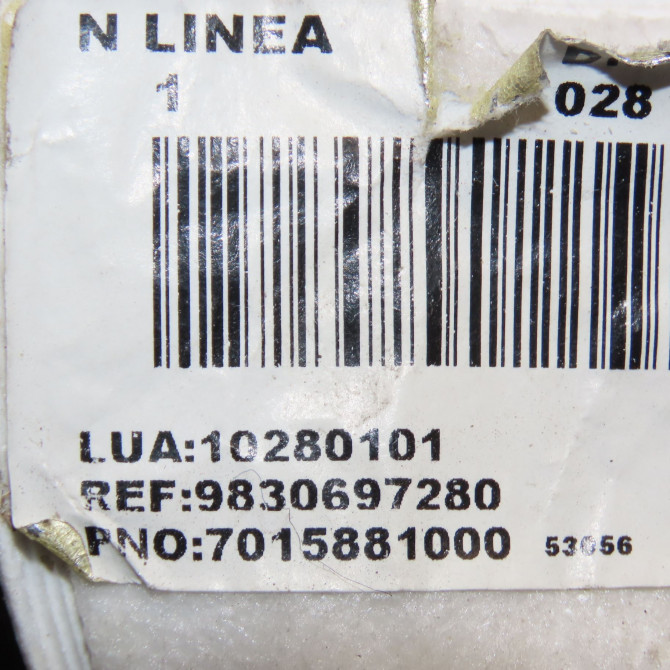 N LINEA
1 028
LUA:10280101
REF:9830697280
PNO:7015881000 53056